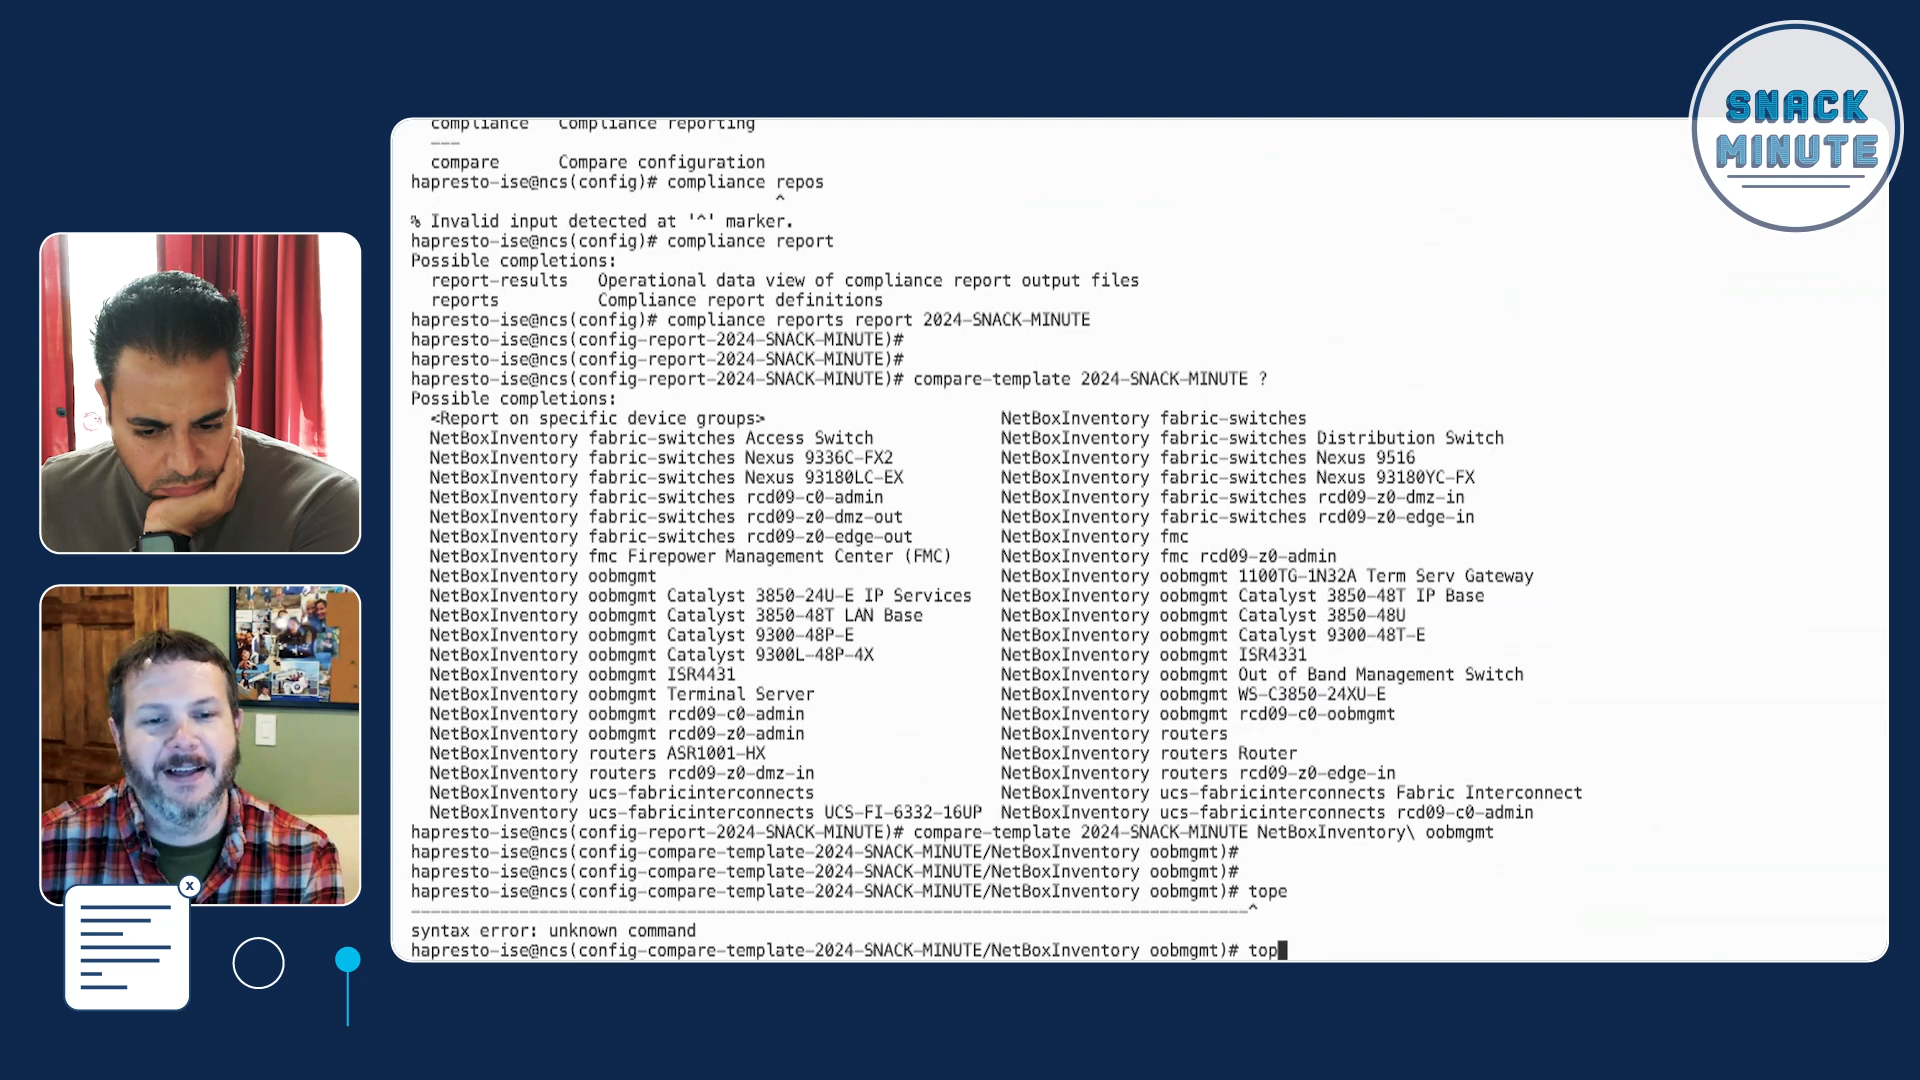 SNACK
MINUTE
compliance   Compliance reporting
---
compare      Compare configuration
hapresto-ise@ncs(config)# compliance repos
^
% Invalid input detected at '^' marker.
hapresto-ise@ncs(config)# compliance report
Possible completions:
report-results   Operational data view of compliance report output files
reports          Compliance report definitions
hapresto-ise@ncs(config)# compliance reports report 2024-SNACK-MINUTE
hapresto-ise@ncs(config-report-2024-SNACK-MINUTE)#
hapresto-ise@ncs(config-report-2024-SNACK-MINUTE)#
hapresto-ise@ncs(config-report-2024-SNACK-MINUTE)# compare-template 2024-SNACK-MINUTE ?
Possible completions:
<Report on specific device groups>   NetBoxInventory fabric-switches
NetBoxInventory fabric-switches Access Switch   NetBoxInventory fabric-switches Distribution Switch
NetBoxInventory fabric-switches Nexus 9336C-FX2   NetBoxInventory fabric-switches Nexus 9516
NetBoxInventory fabric-switches Nexus 93180LC-EX   NetBoxInventory fabric-switches Nexus 93180YC-FX
NetBoxInventory fabric-switches rcd09-c0-admin   NetBoxInventory fabric-switches rcd09-z0-dmz-in
NetBoxInventory fabric-switches rcd09-z0-dmz-out   NetBoxInventory fabric-switches rcd09-z0-edge-in
NetBoxInventory fabric-switches rcd09-z0-edge-out   NetBoxInventory fmc
NetBoxInventory fmc Firepower Management Center (FMC)   NetBoxInventory fmc rcd09-z0-admin
NetBoxInventory oobmgmt   NetBoxInventory oobmgmt 1100TG-1N32A Term Serv Gateway
NetBoxInventory oobmgmt Catalyst 3850-24U-E IP Services   NetBoxInventory oobmgmt Catalyst 3850-48T IP Base
NetBoxInventory oobmgmt Catalyst 3850-48T LAN Base   NetBoxInventory oobmgmt Catalyst 3850-48U
NetBoxInventory oobmgmt Catalyst 9300-48P-E   NetBoxInventory oobmgmt Catalyst 9300-48T-E
NetBoxInventory oobmgmt Catalyst 9300L-48P-4X   NetBoxInventory oobmgmt ISR4331
NetBoxInventory oobmgmt ISR4431   NetBoxInventory oobmgmt Out of Band Management Switch
NetBoxInventory oobmgmt Terminal Server   NetBoxInventory oobmgmt WS-C3850-24XU-E
NetBoxInventory oobmgmt rcd09-c0-admin   NetBoxInventory oobmgmt rcd09-c0-oobmgmt
NetBoxInventory oobmgmt rcd09-z0-admin   NetBoxInventory routers
NetBoxInventory routers ASR1001-HX   NetBoxInventory routers Router
NetBoxInventory routers rcd09-z0-dmz-in   NetBoxInventory routers rcd09-z0-edge-in
NetBoxInventory ucs-fabricinterconnects   NetBoxInventory ucs-fabricinterconnects Fabric Interconnect
NetBoxInventory ucs-fabricinterconnects UCS-FI-6332-16UP   NetBoxInventory ucs-fabricinterconnects rcd09-c0-admin
hapresto-ise@ncs(config-report-2024-SNACK-MINUTE)# compare-template 2024-SNACK-MINUTE NetBoxInventory\ oobmgmt
hapresto-ise@ncs(config-compare-template-2024-SNACK-MINUTE/NetBoxInventory oobmgmt)#
hapresto-ise@ncs(config-compare-template-2024-SNACK-MINUTE/NetBoxInventory oobmgmt)#
hapresto-ise@ncs(config-compare-template-2024-SNACK-MINUTE/NetBoxInventory oobmgmt)# tope
-------------------------------------------------------------------------------------^
syntax error: unknown command
hapresto-ise@ncs(config-compare-template-2024-SNACK-MINUTE/NetBoxInventory oobmgmt)# top
x